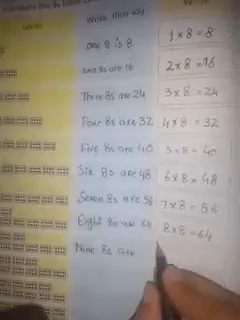 Write then say
one 8 is 8
1 × 8 = 8
two 8s are 16
2 × 8 = 16
Three 8s are 24
3 × 8 = 24
Four 8s are 32
4 × 8 = 32
Five 8s are 40
5 × 8 = 40
Six 8s are 48
6 × 8 = 48
Seven 8s are 56
7 × 8 = 56
Eight 8s are 64
8 × 8 = 64
Nine 8s are